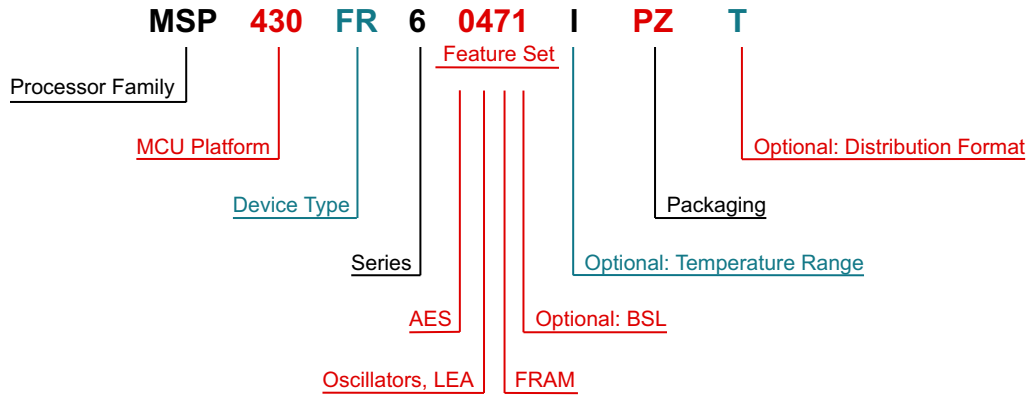 MSP 430 FR 6 0471 I PZ T
Feature Set
Processor Family
MCU Platform
Optional: Distribution Format
Device Type
Packaging
Series
Optional: Temperature Range
AES
Optional: BSL
Oscillators, LEA
FRAM